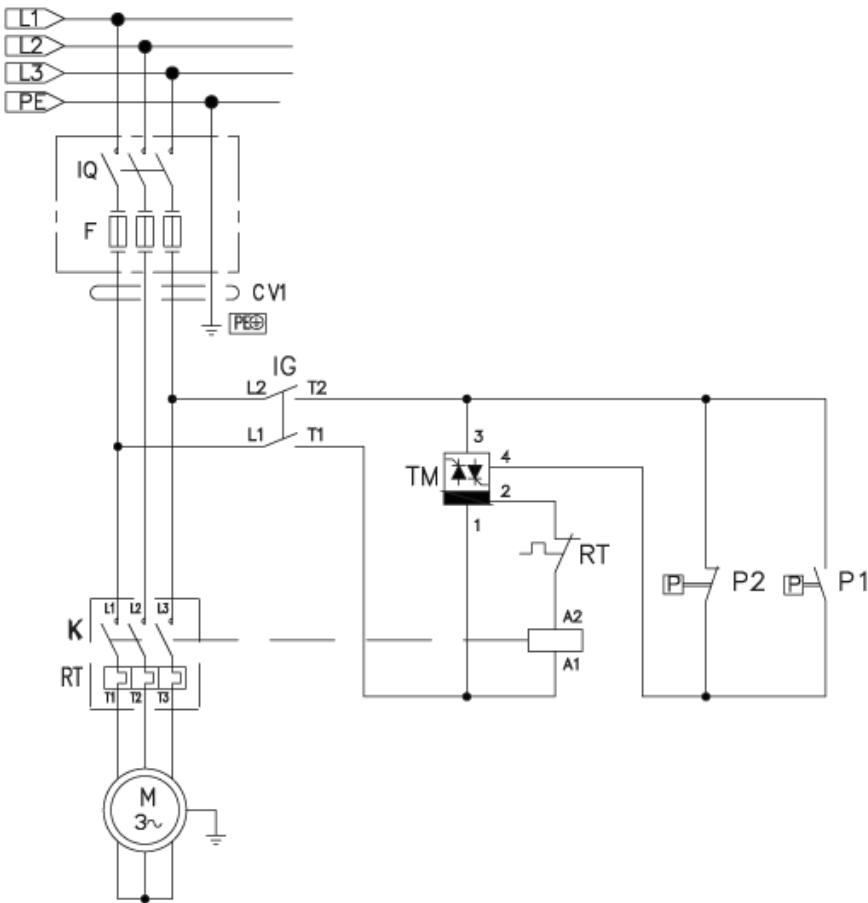 L1
L2
L3
PE
IQ
F
CV1
PE
IG
L2 T2
L1 T1
3
4
TM
2
1
RT
P P2
P P1
L1 L2 L3
K
A2
A1
RT
T1 T2 T3
M
3~